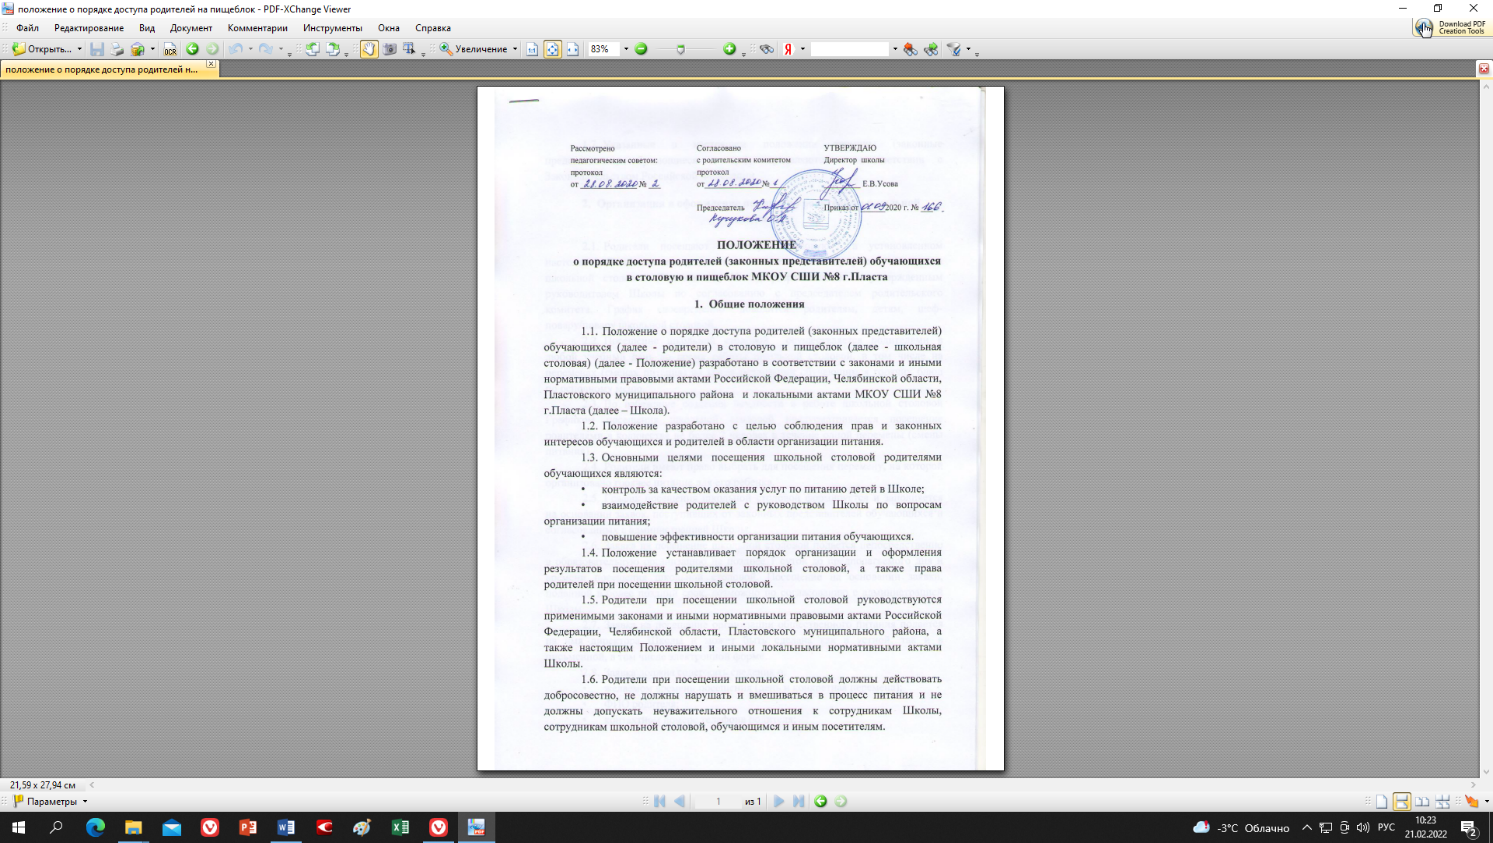 положение о порядке доступа родителей на пищеблок - PDF-XChange Viewer
Файл Редактирование Вид Документ Комментарии Инструменты Окна Справка
Download PDF
Creation Tools
Открыть... OCR Увеличение 83%
положение о порядке доступа родителей н...
Рассмотрено
педагогическим советом:
протокол
от 28.08.2020 № 2
Согласовано
с родительским комитетом
протокол
от 28.08.2020 № 1
Председатель
УТВЕРЖДАЮ
Директор школы
Е.В.Усова
Приказ от 01.09 2020 г. № 166.
ПОЛОЖЕНИЕ
о порядке доступа родителей (законных представителей) обучающихся
в столовую и пищеблок МКОУ СШИ №8 г.Пласта
1. Общие положения
1.1. Положение о порядке доступа родителей (законных представителей)
обучающихся (далее - родители) в столовую и пищеблок (далее - школьная
столовая) (далее - Положение) разработано в соответствии с законами и иными
нормативными правовыми актами Российской Федерации, Челябинской области,
Пластовского муниципального района и локальными актами МКОУ СШИ №8
г.Пласта (далее – Школа).
1.2. Положение разработано с целью соблюдения прав и законных
интересов обучающихся и родителей в области организации питания.
1.3. Основными целями посещения школьной столовой родителями
обучающихся являются:
• контроль за качеством оказания услуг по питанию детей в Школе;
• взаимодействие родителей с руководством Школы по вопросам
организации питания;
• повышение эффективности организации питания обучающихся.
1.4. Положение устанавливает порядок организации и оформления
результатов посещения родителями школьной столовой, а также права
родителей при посещении школьной столовой.
1.5. Родители при посещении школьной столовой руководствуются
применимыми законами и иными нормативными правовыми актами Российской
Федерации, Челябинской области, Пластовского муниципального района, а
также настоящим Положением и иными локальными нормативными актами
Школы.
1.6. Родители при посещении школьной столовой должны действовать
добросовестно, не должны нарушать и вмешиваться в процесс питания и не
должны допускать неуважительного отношения к сотрудникам Школы,
сотрудникам школьной столовой, обучающимся и иным посетителям.
21,59 x 27,94 см
Параметры 1 из 1
-3°C Облачно РУС 10:23
21.02.2022 2